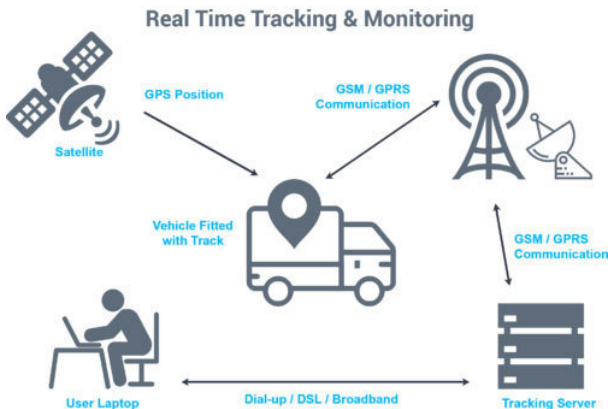 Real Time Tracking & Monitoring
GPS Position
GSM / GPRS
Communication
Satellite
Vehicle Fitted
with Track
GSM / GPRS
Communication
User Laptop
Dial-up / DSL / Broadband
Tracking Server